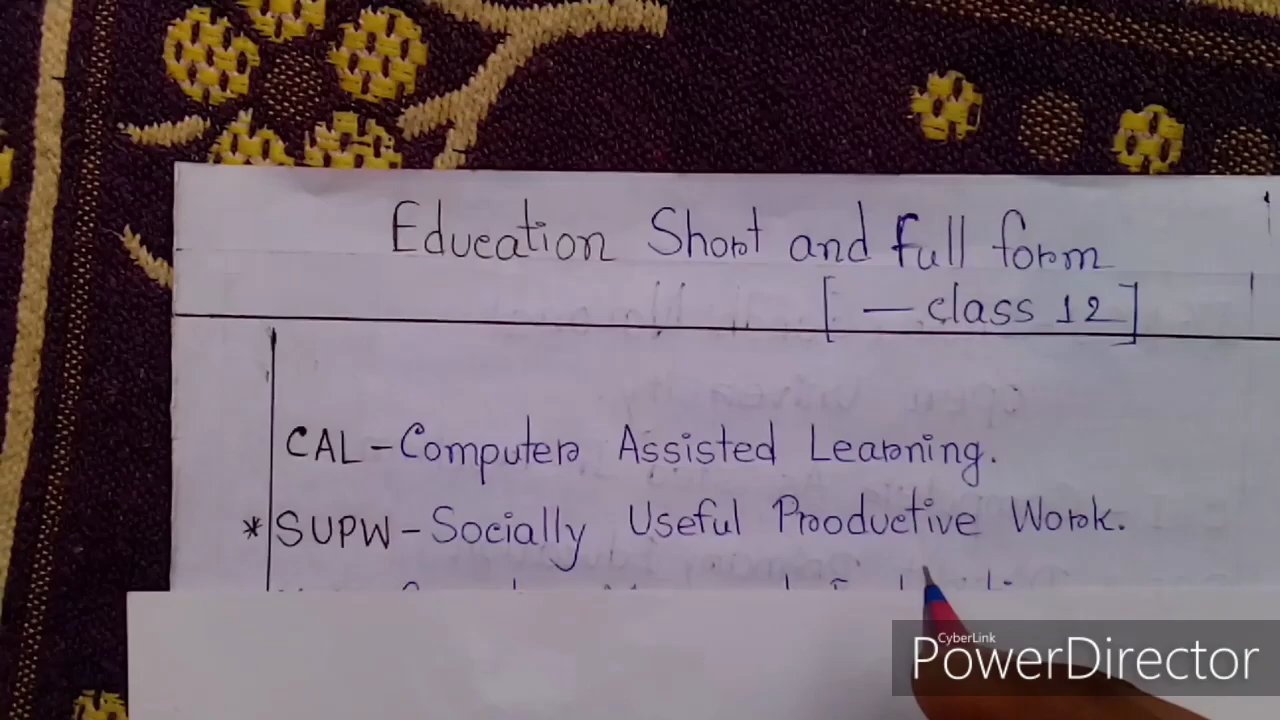 Education Short and full form
[ — class 12]
CAL - Computer Assisted Learning.
* SUPW - Socially Useful Productive Work.
CyberLink
PowerDirector